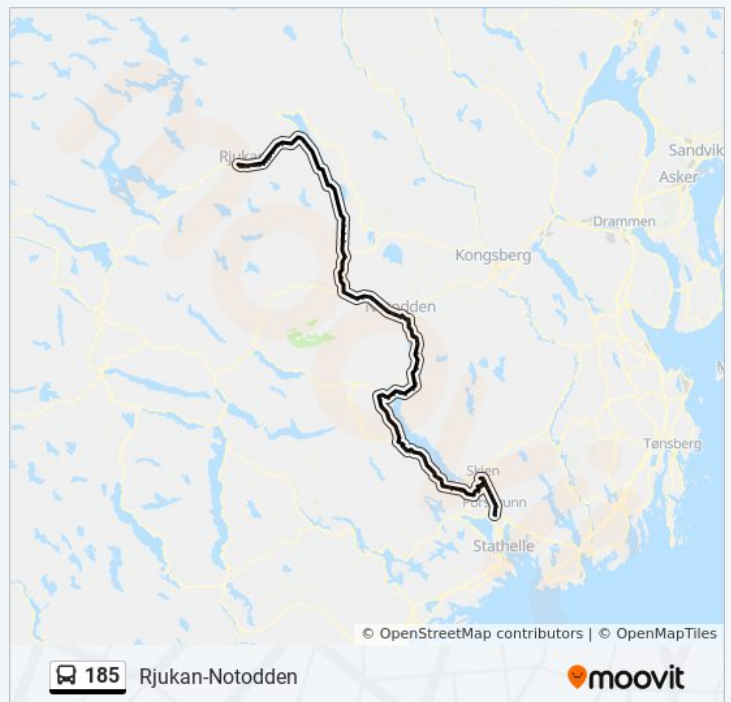 Rjukan
Sandvik
Asker
Drammen
Kongsberg
Notodden
Tønsberg
Skien
Porsgrunn
Stathelle
© OpenStreetMap contributors | © OpenMapTiles
185 Rjukan-Notodden
moovit